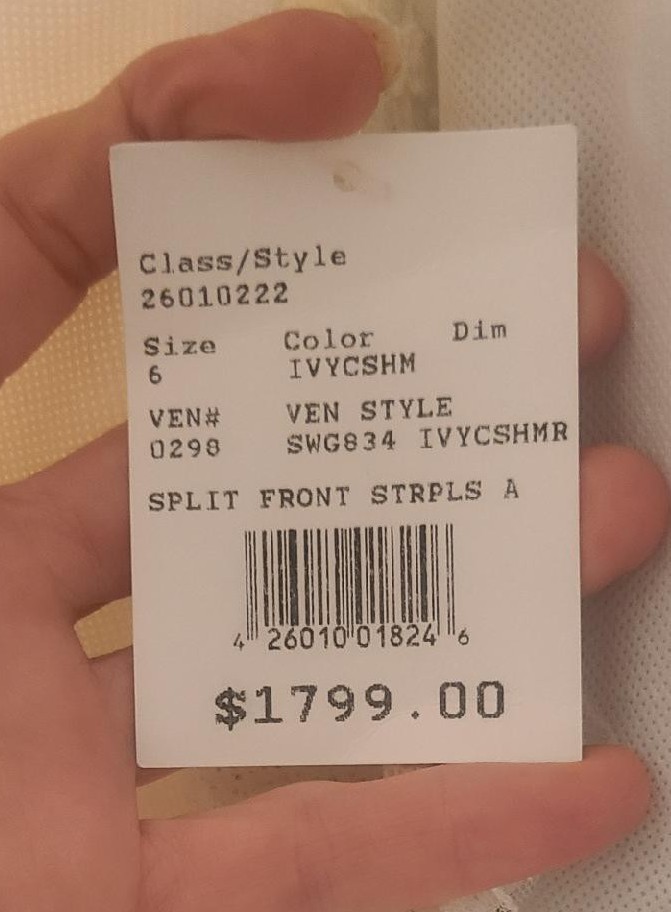 Class/Style
26010222
Size Color Dim
6 IVYCSHM
VEN# VEN STYLE
0298 SWG834 IVYCSHMR
SPLIT FRONT STRPLS A
4 26010 01824 6
$1799.00